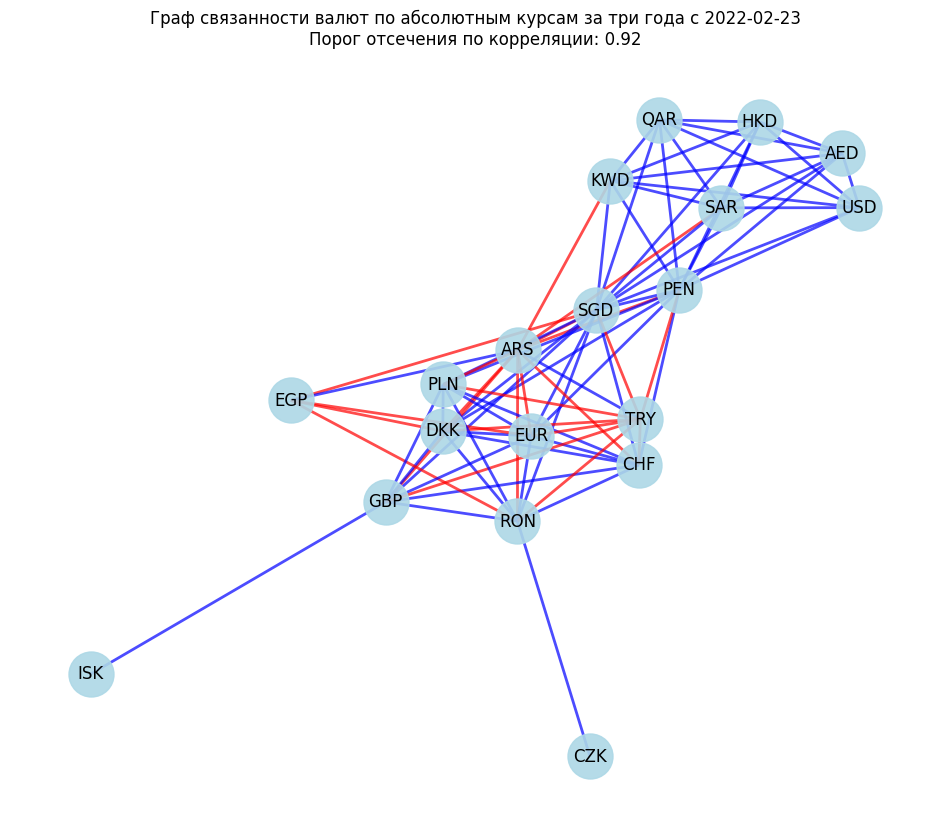 Граф связанности валют по абсолютным курсам за три года с 2022-02-23
Порог отсечения по корреляции: 0.92
QAR
HKD
AED
KWD
SAR
USD
PEN
SGD
ARS
PLN
EGP
TRY
DKK
EUR
CHF
GBP
RON
ISK
CZK